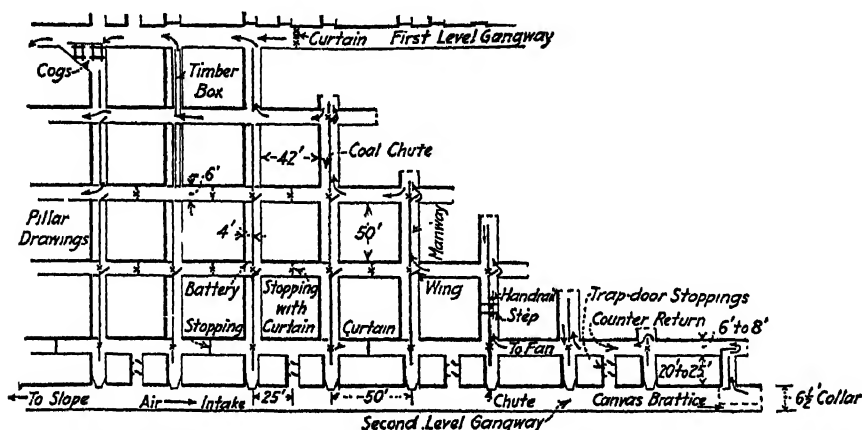 Curtain First Level Gangway
Cogs
Timber
Box
Coal Chute
42'
6'
Pillar
Drawings
4'
50'
Manway
Battery
Stopping
with
Curtain
Wing
Handrail
Step
Trap-door Stoppings
Counter Return
Stopping
Curtain
To Fan
6' to 8'
20' to 25'
To Slope
Air Intake
25'
50'
Chute
Canvas Brattice
6½' Collar
Second Level Gangway